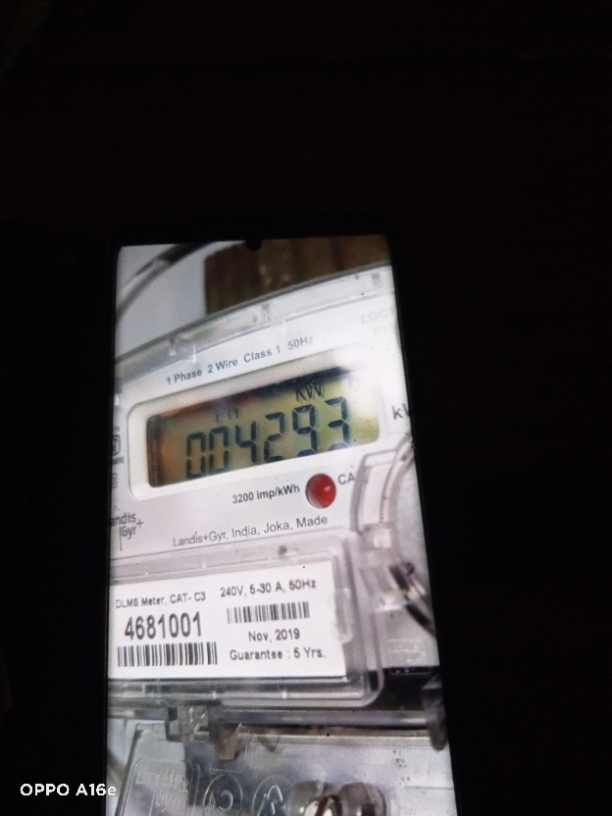 1 Phase 2 Wire Class 1 50Hz
KW
004293
3200 imp/kWh
CA
Landis+Gyr, India, Joka, Made
DLMS Meter, CAT- C3
240V, 5-30 A, 50Hz
4681001
Nov, 2019
Guarantee : 5 Yrs.
OPPO A16e